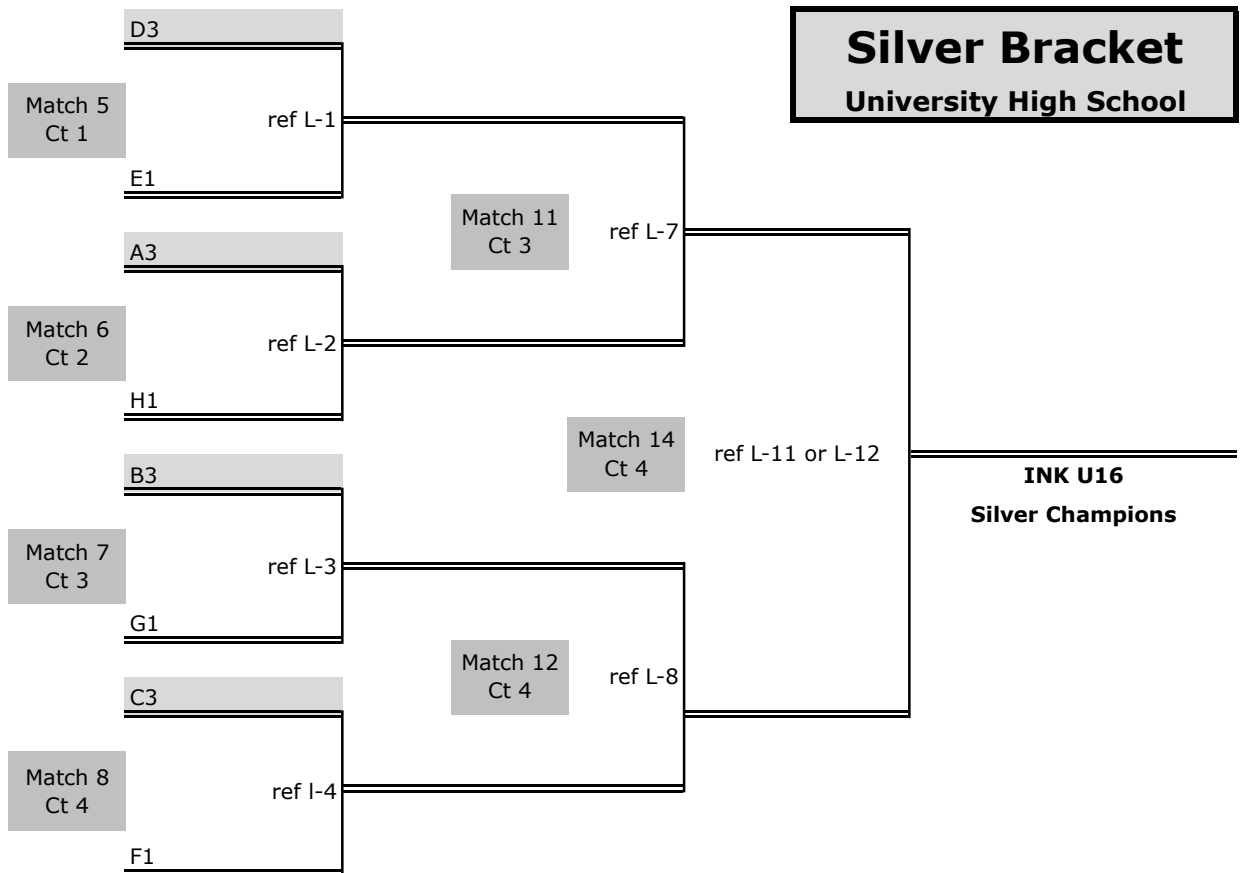 Silver Bracket
University High School
D3
Match 5
Ct 1
ref L-1
E1
Match 11
Ct 3
ref L-7
A3
Match 6
Ct 2
ref L-2
H1
Match 14
Ct 4
ref L-11 or L-12
INK U16
Silver Champions
B3
Match 7
Ct 3
ref L-3
G1
Match 12
Ct 4
ref L-8
C3
Match 8
Ct 4
ref l-4
F1